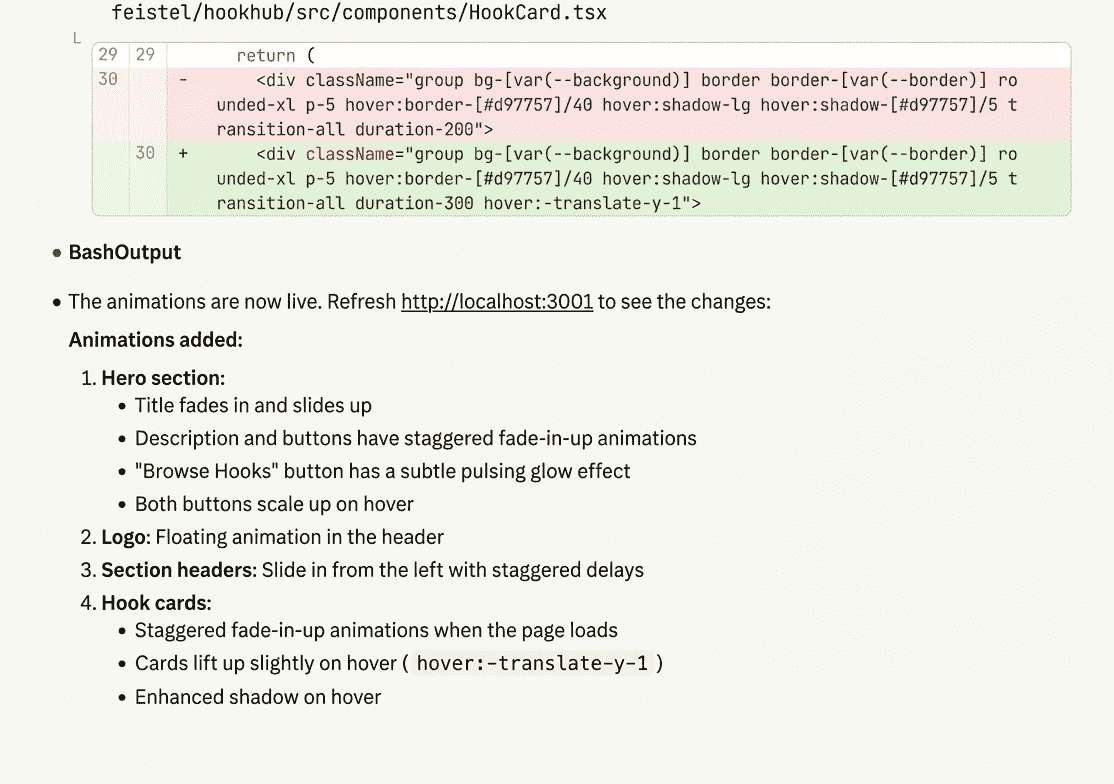 feistel/hookhub/src/components/HookCard.tsx
29 29 return (
30 - <div className="group bg-[var(--background)] border border-[var(--border)] ro
unded-xl p-5 hover:border-[#d97757]/40 hover:shadow-lg hover:shadow-[#d97757]/5 t
ransition-all duration-200">
30 + <div className="group bg-[var(--background)] border border-[var(--border)] ro
unded-xl p-5 hover:border-[#d97757]/40 hover:shadow-lg hover:shadow-[#d97757]/5 t
ransition-all duration-300 hover:-translate-y-1">
• BashOutput
• The animations are now live. Refresh http://localhost:3001 to see the changes:
Animations added:
1. Hero section:
• Title fades in and slides up
• Description and buttons have staggered fade-in-up animations
• "Browse Hooks" button has a subtle pulsing glow effect
• Both buttons scale up on hover
2. Logo: Floating animation in the header
3. Section headers: Slide in from the left with staggered delays
4. Hook cards:
• Staggered fade-in-up animations when the page loads
• Cards lift up slightly on hover ( hover:-translate-y-1 )
• Enhanced shadow on hover